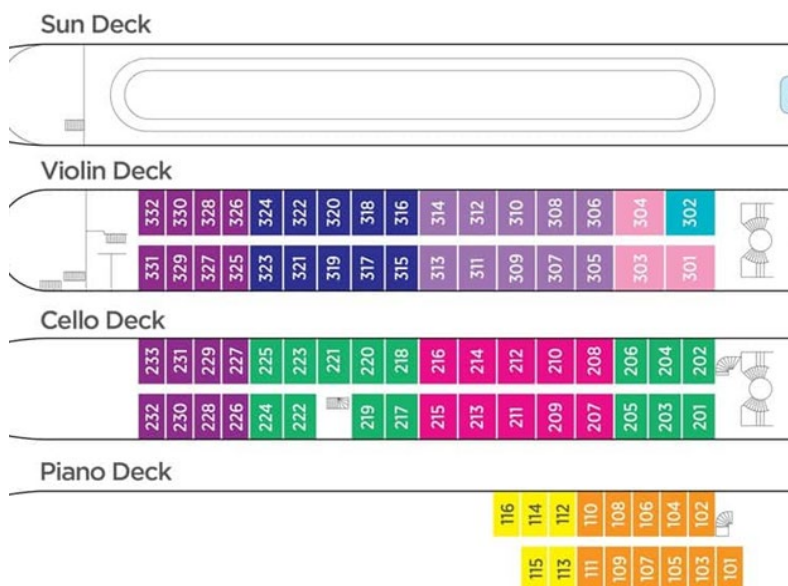 Sun Deck
Violin Deck
332 330 328 326 324 322 320 318 316 314 312 310 308 306 304 302
331 329 327 325 323 321 319 317 315 313 311 309 307 305 303 301
Cello Deck
233 231 229 227 225 223 221 220 218 216 214 212 210 208 206 204 202
232 230 228 226 224 222 219 217 215 213 211 209 207 205 203 201
Piano Deck
116 114 112 110 108 106 104 102
115 113 111 109 107 105 103 101